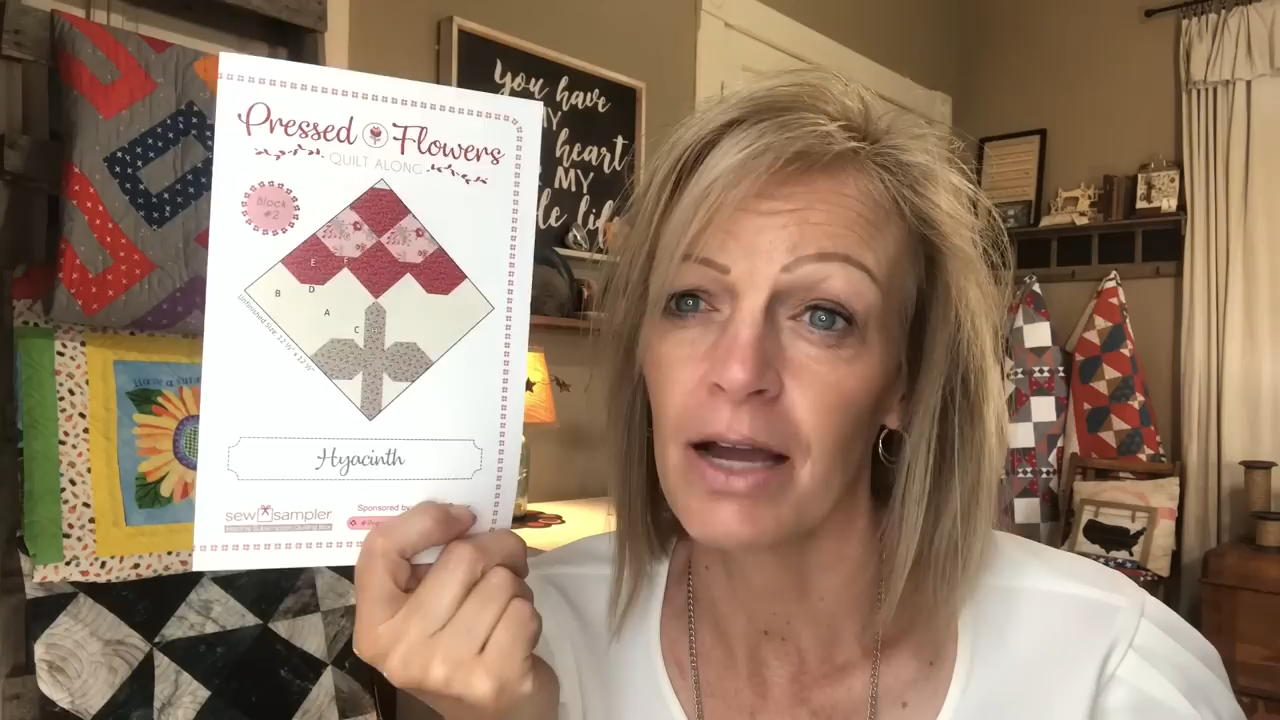 Pressed Flowers
QUILT ALONG
Block
#2
E
F
D
B
A
C
H
Unfinished Size 12 ½" x 12 ½"
Hyacinth
sew sampler
Sponsored by
you have
MY
heart
MY
life
Have a